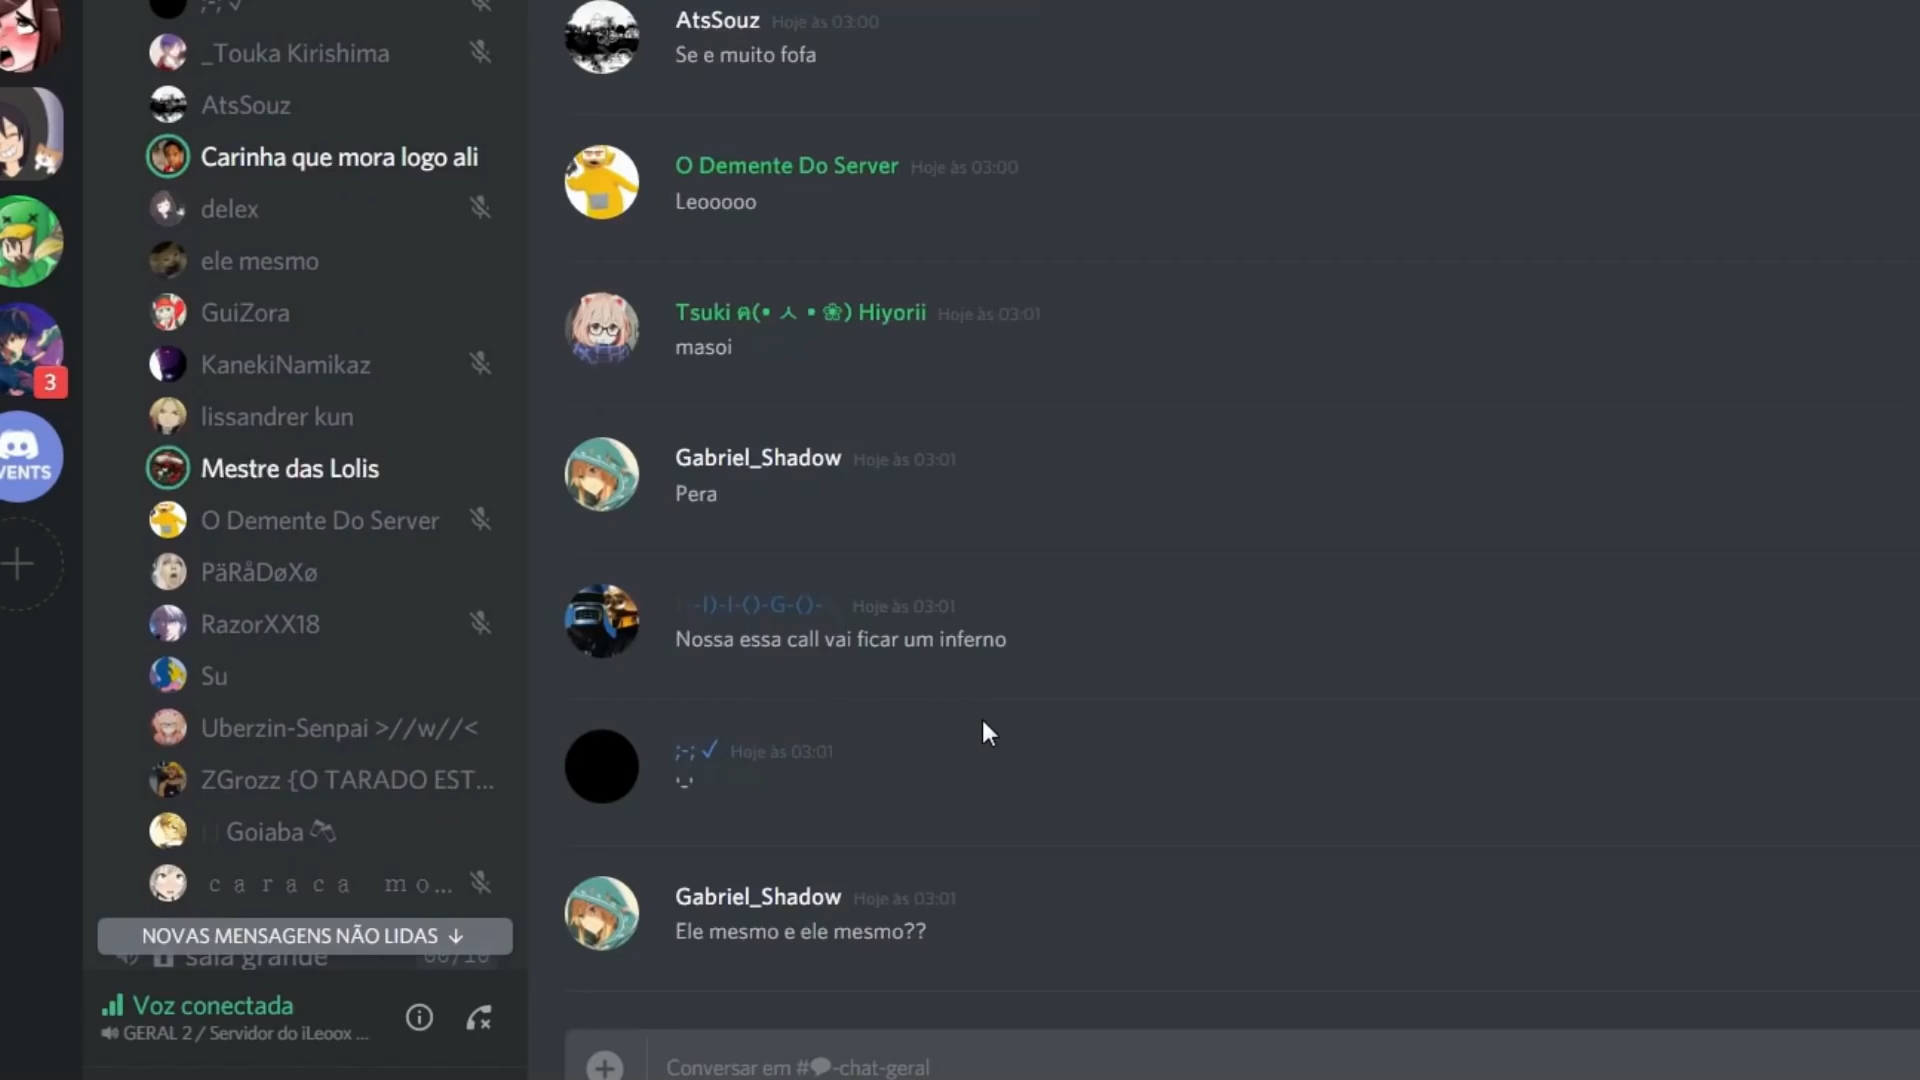 ;-; ✓
_Touka Kirishima
AtsSouz
Carinha que mora logo ali
delex
ele mesmo
GuiZora
KanekiNamikaz
lissandrer kun
Mestre das Lolis
O Demente Do Server
PäRåDøXø
RazorXX18
Su
Uberzin-Senpai >//w//<
ZGrozz {O TARADO EST...
Goiaba
c a r a c a m o...
NOVAS MENSAGENS NÃO LIDAS ↓
sala grande
Voz conectada
GERAL 2 / Servidor do iLeoox ...
3
VENTS
AtsSouz Hoje às 03:00
Se e muito fofa
O Demente Do Server Hoje às 03:00
Leooooo
Tsuki ฅ(• ㅅ • ❀) Hiyorii Hoje às 03:01
masoi
Gabriel_Shadow Hoje às 03:01
Pera
-I)-I-()-G-()- Hoje às 03:01
Nossa essa call vai ficar um inferno
;-; ✓ Hoje às 03:01
'-'
Gabriel_Shadow Hoje às 03:01
Ele mesmo e ele mesmo??
Conversar em #💬-chat-geral